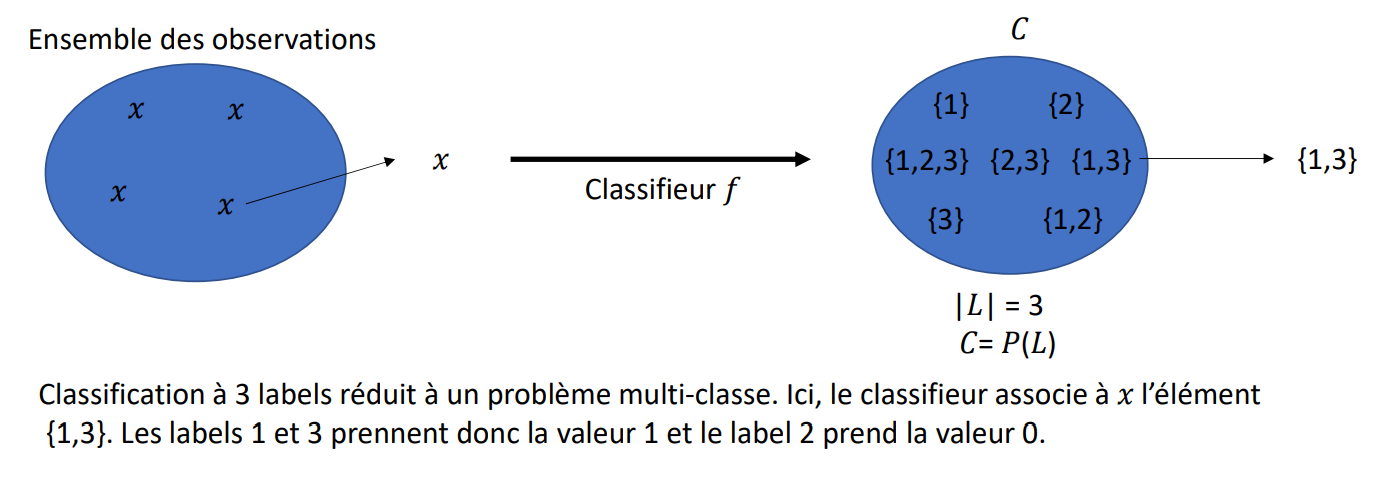 Ensemble des observations
C
x x
{1} {2}
x
Classifieur f
{1,2,3} {2,3} {1,3}
{1,3}
x x
{3} {1,2}
|L| = 3
C= P(L)
Classification à 3 labels réduit à un problème multi-classe. Ici, le classifieur associe à x l’élément
{1,3}. Les labels 1 et 3 prennent donc la valeur 1 et le label 2 prend la valeur 0.